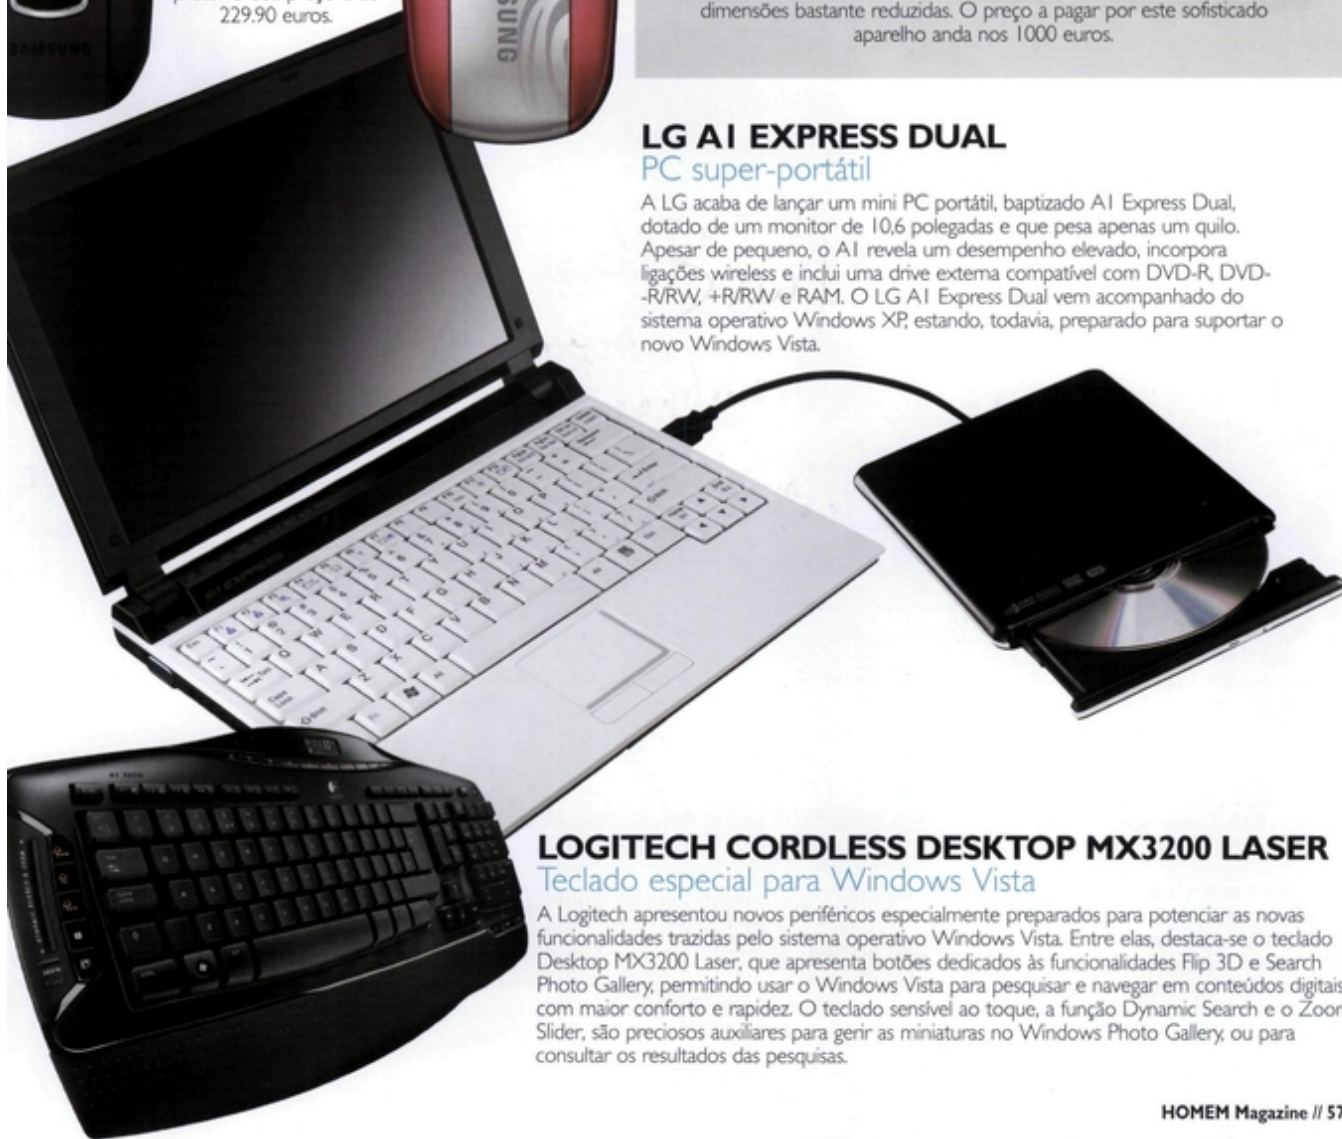 229.90 euros.
SAMSUNG
SUNG
dimensões bastante reduzidas. O preço a pagar por este sofisticado
aparelho anda nos 1000 euros.
LG A1 EXPRESS DUAL
PC super-portátil
A LG acaba de lançar um mini PC portátil, baptizado A1 Express Dual,
dotado de um monitor de 10,6 polegadas e que pesa apenas um quilo.
Apesar de pequeno, o A1 revela um desempenho elevado, incorpora
ligações wireless e inclui uma drive externa compatível com DVD-R, DVD-
-R/RW, +R/RW e RAM. O LG A1 Express Dual vem acompanhado do
sistema operativo Windows XP, estando, todavia, preparado para suportar o
novo Windows Vista.
A1 EXPRESS
LOGITECH CORDLESS DESKTOP MX3200 LASER
Teclado especial para Windows Vista
A Logitech apresentou novos periféricos especialmente preparados para potenciar as novas
funcionalidades trazidas pelo sistema operativo Windows Vista. Entre elas, destaca-se o teclado
Desktop MX3200 Laser, que apresenta botões dedicados às funcionalidades Flip 3D e Search
Photo Gallery, permitindo usar o Windows Vista para pesquisar e navegar em conteúdos digitais
com maior conforto e rapidez. O teclado sensível ao toque, a função Dynamic Search e o Zoom
Slider, são preciosos auxiliares para gerir as miniaturas no Windows Photo Gallery, ou para
consultar os resultados das pesquisas.
HOMEM Magazine // 57